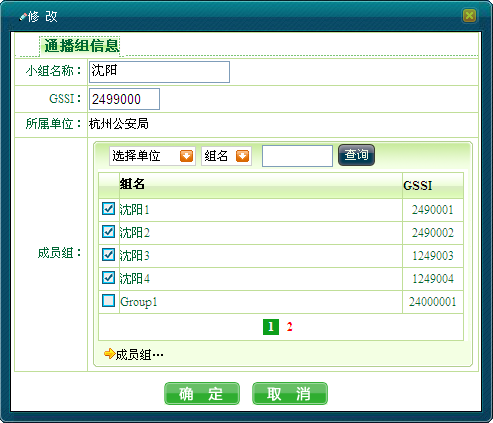 修 改
通播组信息
小组名称： 沈阳
GSSI： 2499000
所属单位： 杭州公安局
选择单位 组名 查询
组名 GSSI
沈阳1 2490001
沈阳2 2490002
沈阳3 1249003
成员组：
沈阳4 1249004
Group1 24000001
1 2
成员组…
确 定 取 消